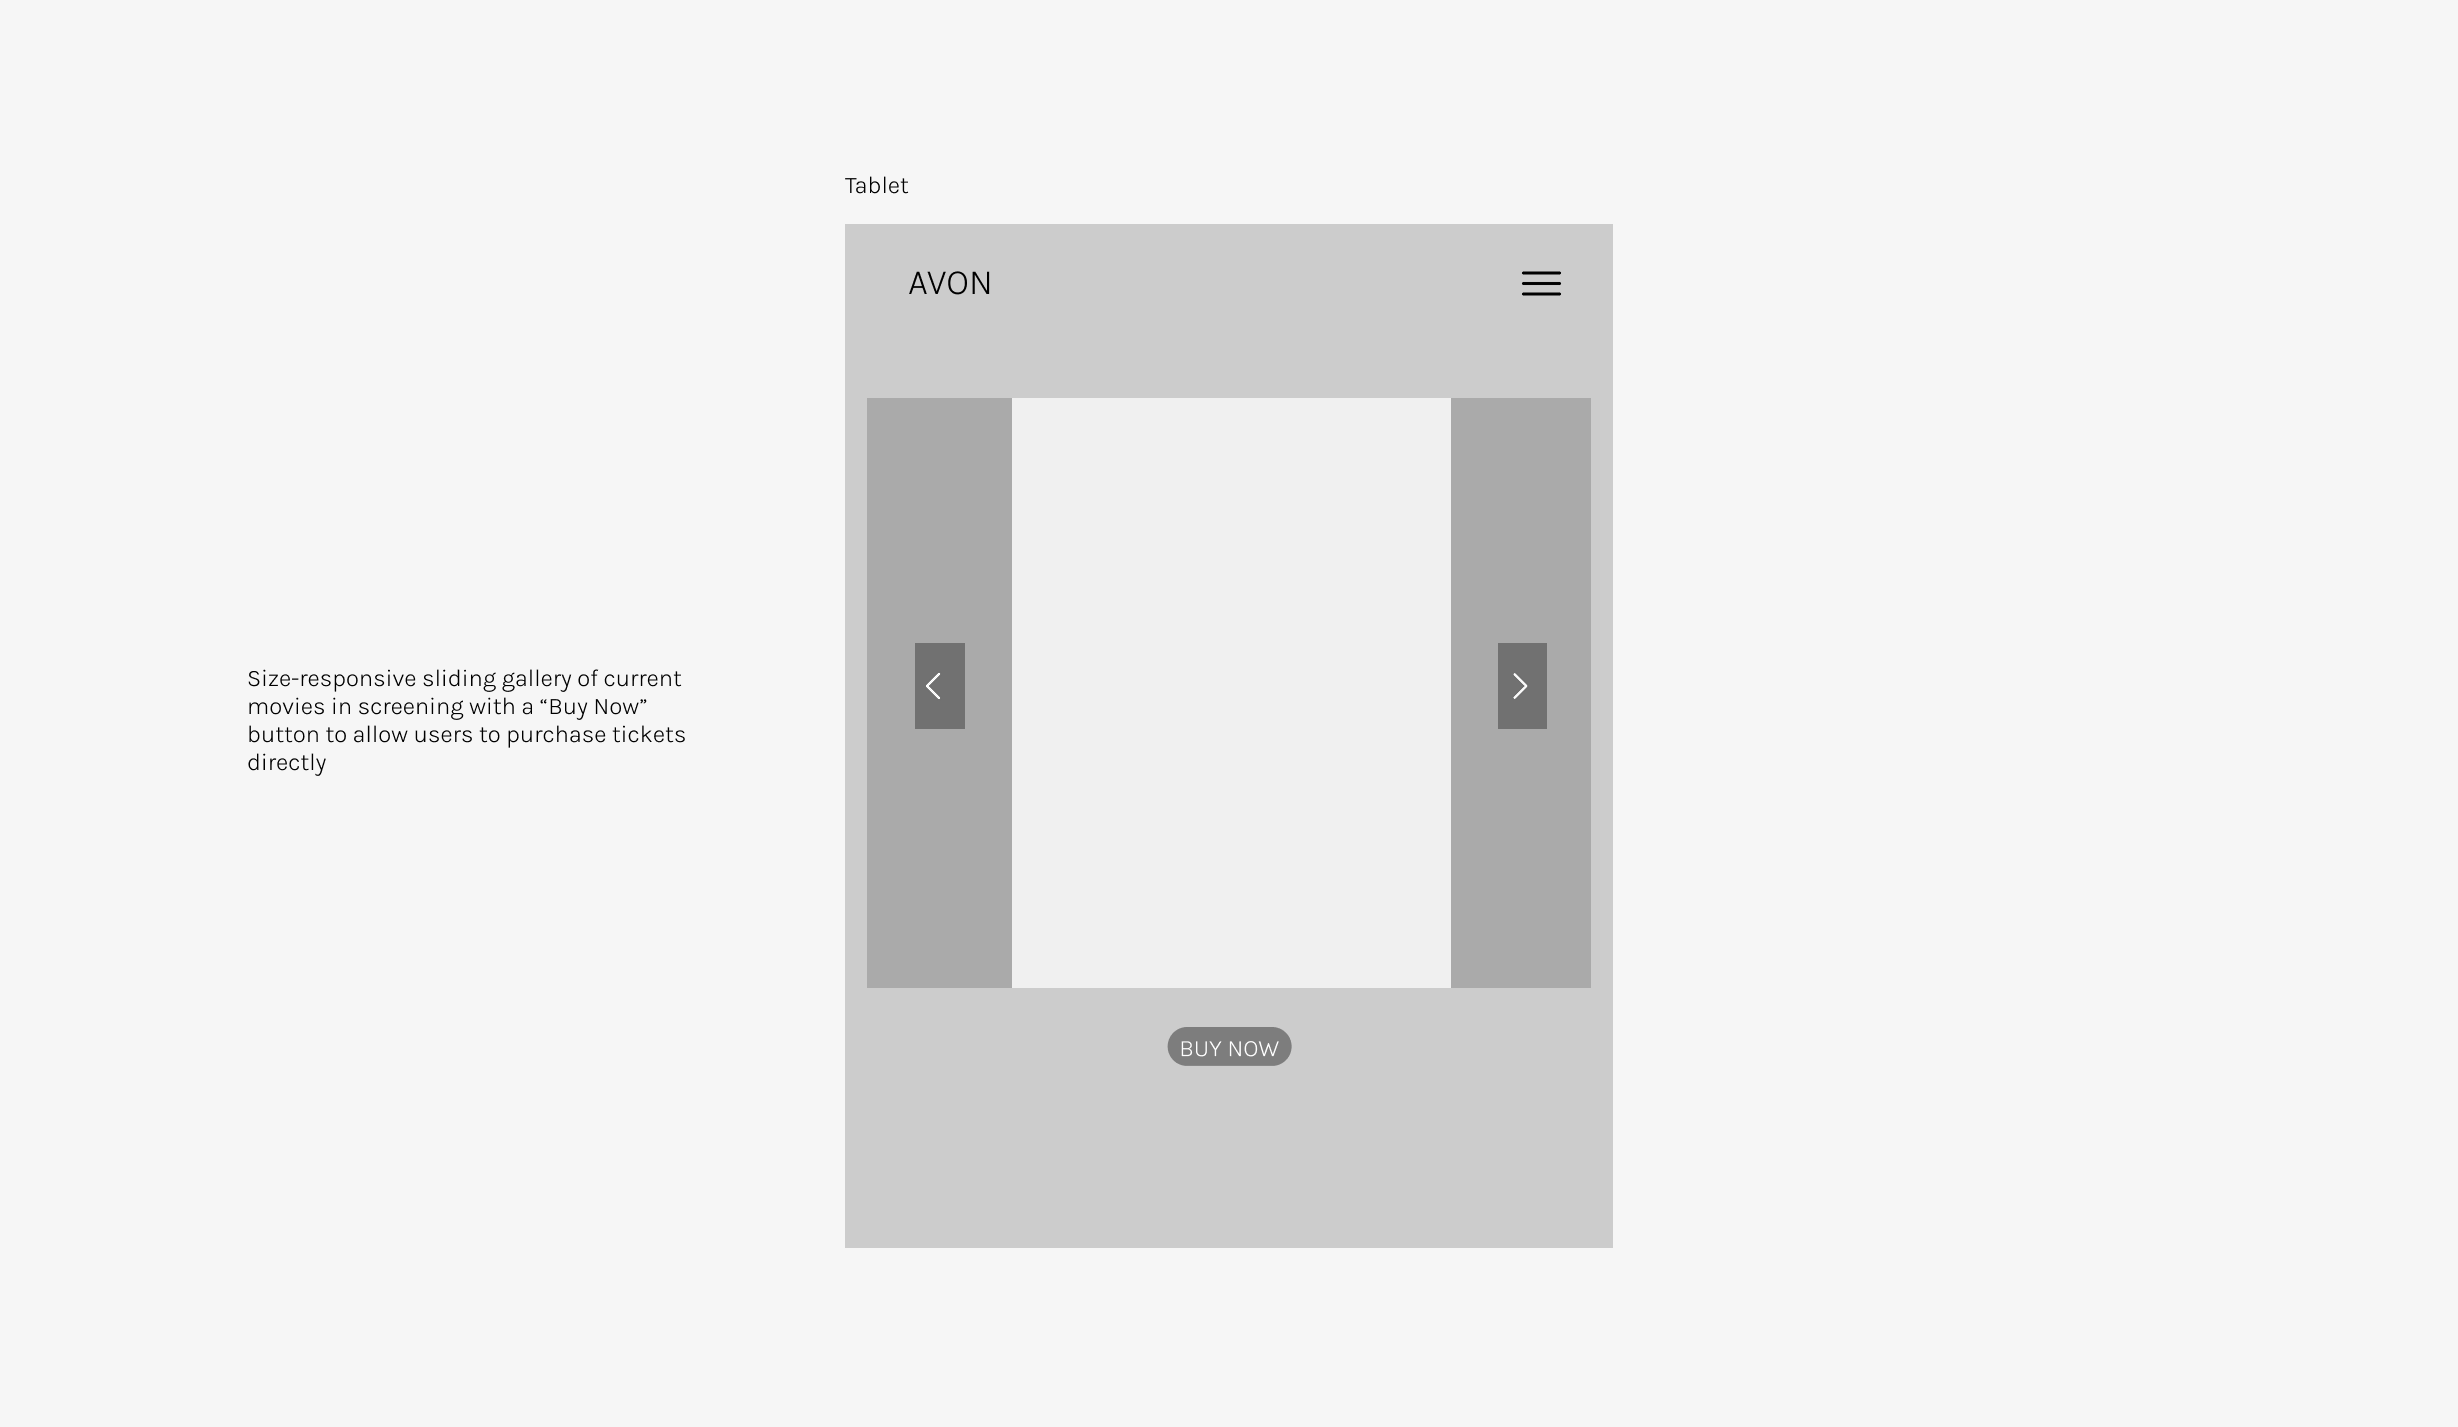 Tablet
AVON
Size-responsive sliding gallery of current
movies in screening with a “Buy Now”
button to allow users to purchase tickets
directly
BUY NOW